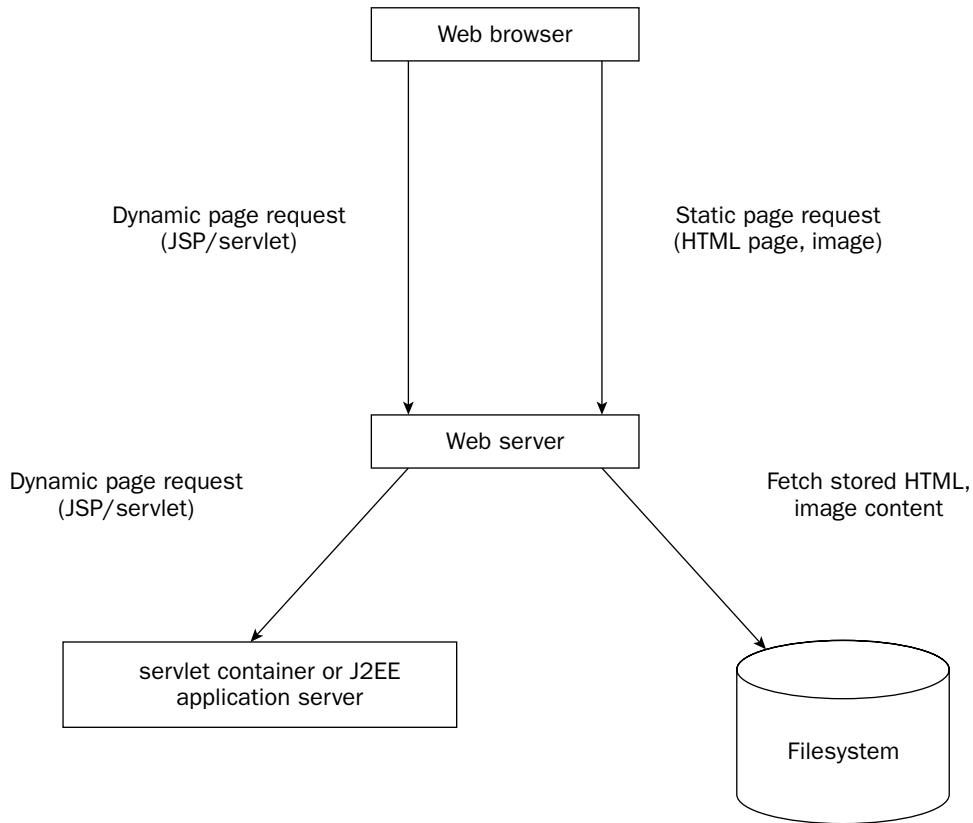 Web browser
Dynamic page request
(JSP/servlet)
Static page request
(HTML page, image)
Web server
Dynamic page request
(JSP/servlet)
Fetch stored HTML,
image content
servlet container or J2EE
application server
Filesystem